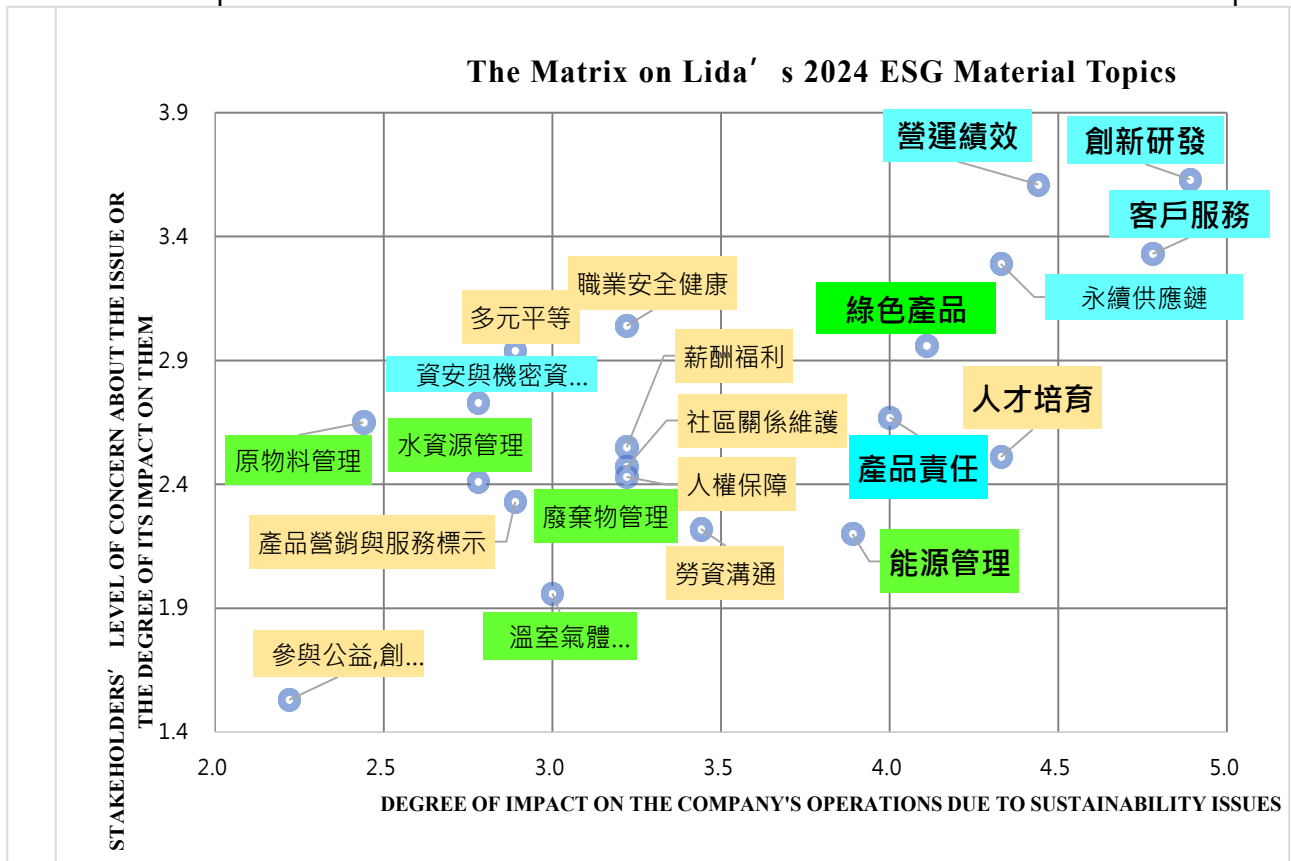 The Matrix on Lida′ s 2024 ESG Material Topics
STAKEHOLDERS′ LEVEL OF CONCERN ABOUT THE ISSUE OR
THE DEGREE OF ITS IMPACT ON THEM
3.9
3.4
2.9
2.4
1.9
1.4
營運績效
創新研發
客戶服務
永續供應鏈
職業安全健康
多元平等
綠色產品
薪酬福利
資安與機密資...
人才培育
社區關係維護
水資源管理
原物料管理
產品責任
人權保障
廢棄物管理
產品營銷與服務標示
能源管理
勞資溝通
溫室氣體...
參與公益,創...
2.0
2.5
3.0
3.5
4.0
4.5
5.0
DEGREE OF IMPACT ON THE COMPANY'S OPERATIONS DUE TO SUSTAINABILITY ISSUES